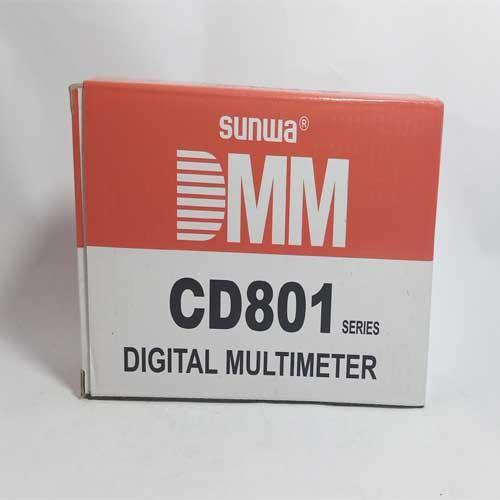 sunwa®
DMM
CD801 SERIES
DIGITAL MULTIMETER